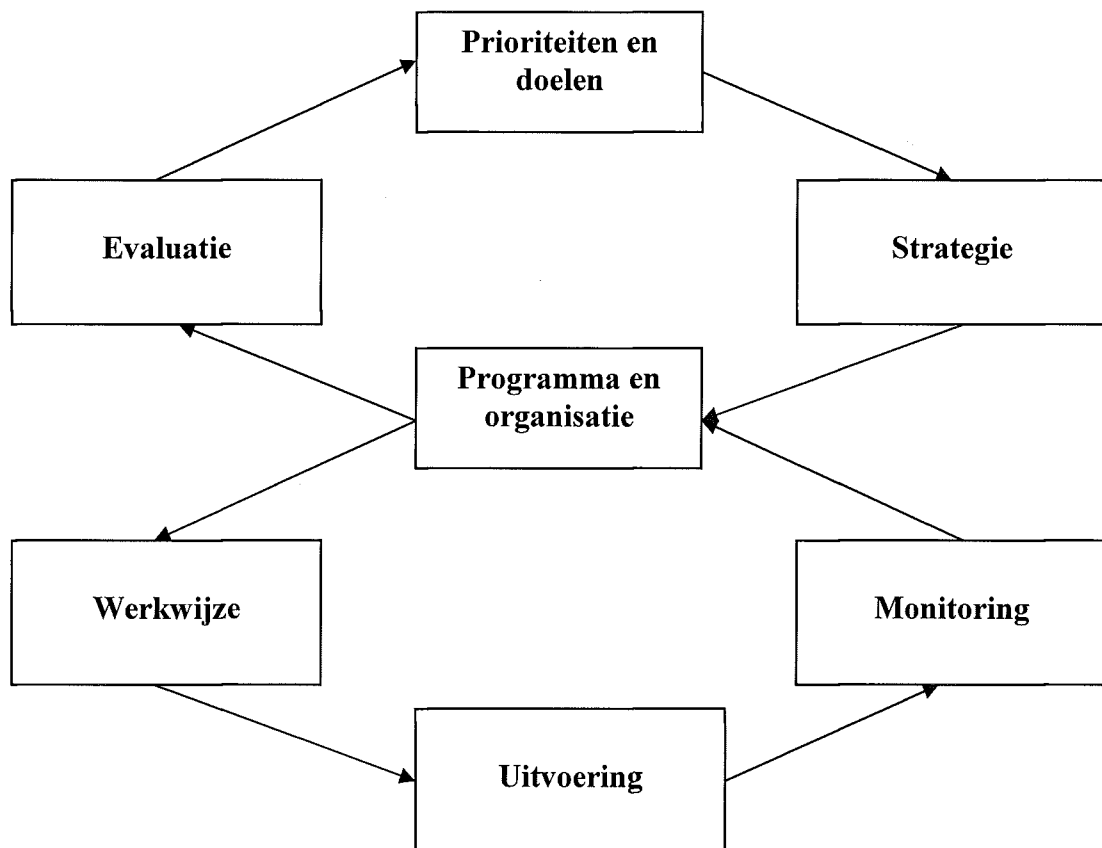 Prioriteiten en
doelen
Evaluatie
Strategie
Programma en
organisatie
Werkwijze
Monitoring
Uitvoering